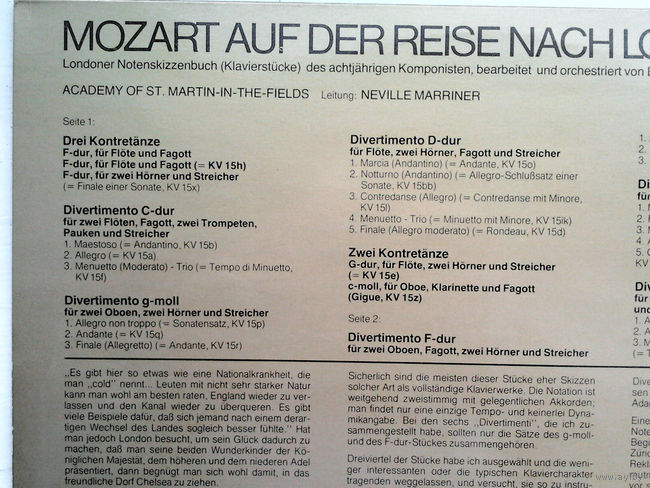 MOZART AUF DER REISE NACH LO
Londoner Notenskizzenbuch (Klavierstücke) des achtjährigen Komponisten, bearbeitet und orchestriert von E
ACADEMY OF ST. MARTIN-IN-THE-FIELDS Leitung: NEVILLE MARRINER
Seite 1:
Drei Kontretänze
F-dur, für Flöte und Fagott
F-dur, für Flöte und Fagott (= KV 15h)
F-dur, für zwei Hörner und Streicher
(= Finale einer Sonate, KV 15x)
Divertimento C-dur
für zwei Flöten, Fagott, zwei Trompeten,
Pauken und Streicher
1. Maestoso (= Andantino, KV 15b)
2. Allegro (= KV 15a)
3. Menuetto (Moderato) - Trio (= Tempo di Minuetto,
KV 15f)
Divertimento g-moll
für zwei Oboen, zwei Hörner und Streicher
1. Allegro non troppo (= Sonatensatz, KV 15p)
2. Andante (= KV 15q)
3. Finale (Allegretto) (= Andante, KV 15r)
Divertimento D-dur
für Flöte, zwei Hörner, Fagott und Streicher
1. Marcia (Andantino) (= Andante, KV 15o)
2. Notturno (Andantino) (= Allegro-Schlußsatz einer
Sonate, KV 15bb)
3. Contredanse (Allegro) (= Contredanse mit Minore,
KV 15l)
4. Menuetto - Trio (= Minuetto mit Minore, KV 15ik)
5. Finale (Allegro moderato) (= Rondeau, KV 15d)
Zwei Kontretänze
G-dur, für Flöte, zwei Hörner und Streicher
(= KV 15e)
c-moll, für Oboe, Klarinette und Fagott
(Gigue, KV 15z)
Seite 2:
Divertimento F-dur
für zwei Oboen, Fagott, zwei Hörner und Streicher
„Es gibt hier so etwas wie eine Nationalkrankheit, die
man „cold" nennt... Leuten mit nicht sehr starker Natur
kann man wohl am besten raten, England wieder zu ver-
lassen und den Kanal wieder zu überqueren. Es gibt
viele Beispiele dafür, daß sich jemand nach einem derar-
tigen Wechsel des Landes sogleich besser fühlte." Hat
man jedoch London besucht, um sein Glück dadurch zu
machen, daß man seine beiden Wunderkinder der Kö-
niglichen Majestät, dem höheren und dem niederen Adel
präsentiert, dann begnügt man sich wohl damit, in das
freundliche Dorf Chelsea zu ziehen.
Sicherlich sind die meisten dieser Stücke eher Skizzen
solcher Art als vollständige Klavierwerke. Die Notation ist
weitgehend zweistimmig mit gelegentlichen Akkorden;
man findet nur eine einzige Tempo- und keinerlei Dyna-
mikangabe. Bei den sechs „Divertimenti", die ich zu-
sammengestellt habe, sollten nur die Sätze des g-moll-
und des F-dur-Stückes zusammengehören.
Dreiviertel der Stücke habe ich ausgewählt und die weni-
ger interessanten oder die typischen Klaviercharakter
tragenden weggelassen, und versucht, sie so zu instru-